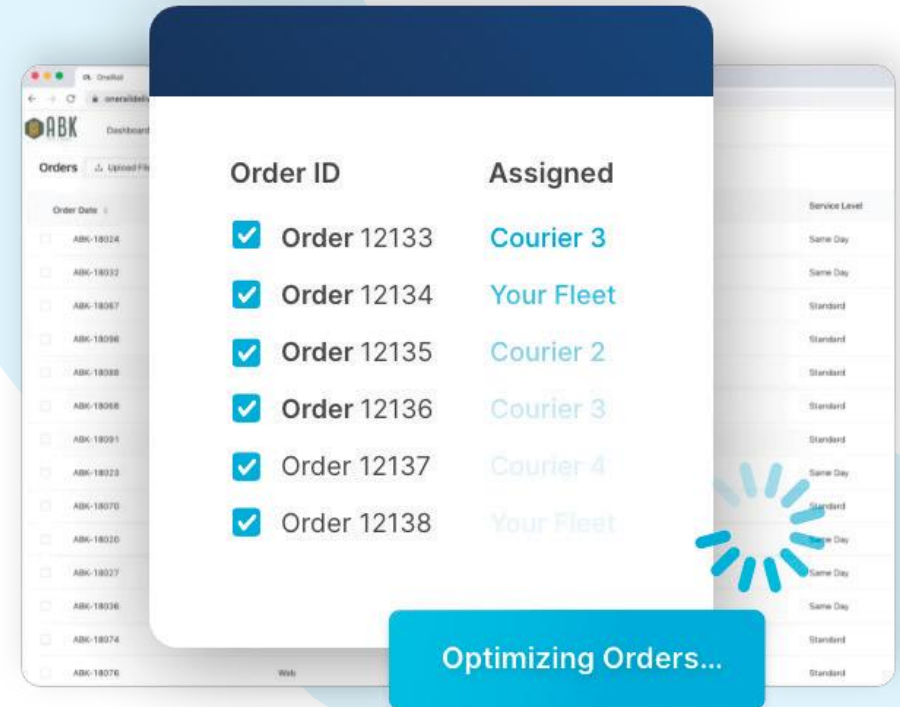 OneRail
ABK Dashboard
Orders Upload File
Order Date Service Level
ABK-18024 Same Day
ABK-18032 Same Day
ABK-18067 Standard
ABK-18098 Standard
ABK-18088 Standard
ABK-18068 Standard
ABK-18091 Standard
ABK-18023 Same Day
ABK-18070 Standard
ABK-18020 Same Day
ABK-18027 Same Day
ABK-18036 Same Day
ABK-18074 Standard
ABK-18076 Web Standard
Order ID Assigned
Order 12133 Courier 3
Order 12134 Your Fleet
Order 12135 Courier 2
Order 12136 Courier 3
Order 12137 Courier 4
Order 12138 Your Fleet
Optimizing Orders...